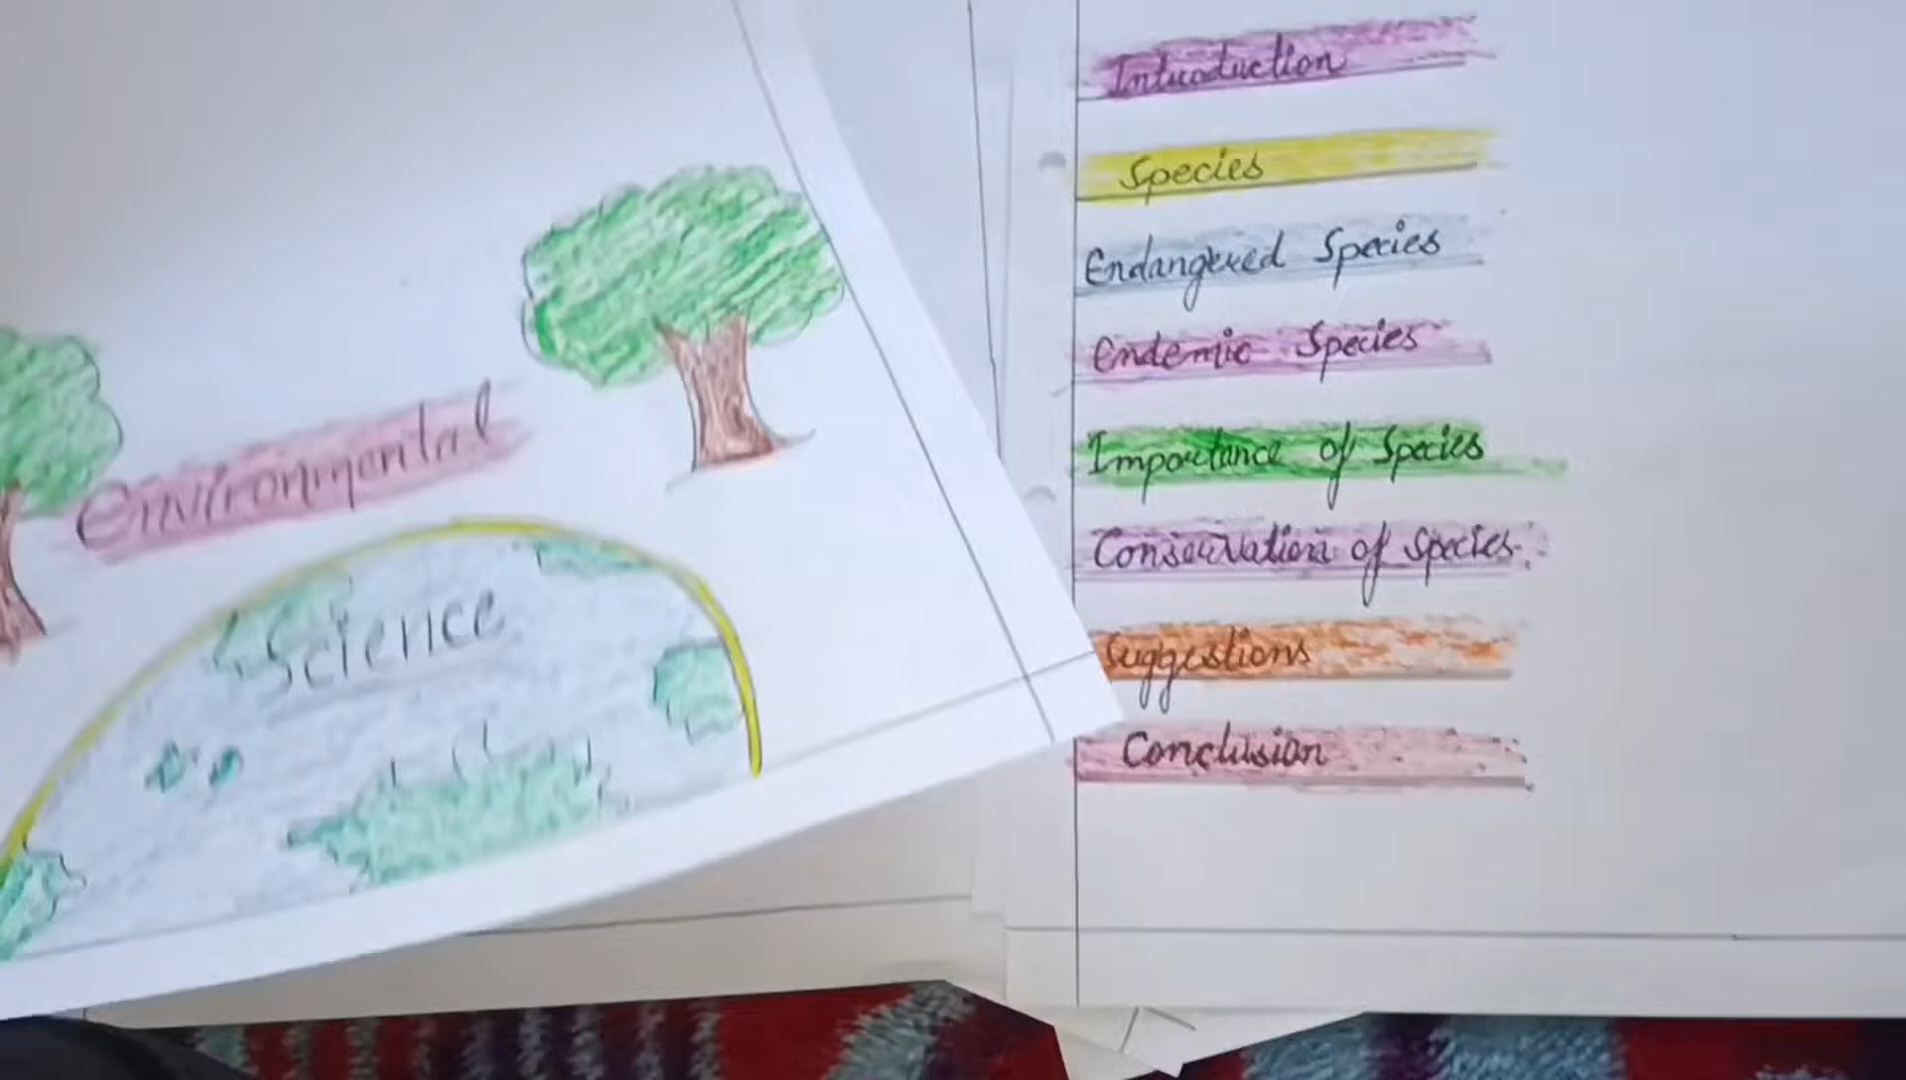 Environmental
Science
Introduction
Species
Endangered Species
Endemic Species
Importance of Species
Conservation of Species.
Suggestions
Conclusion